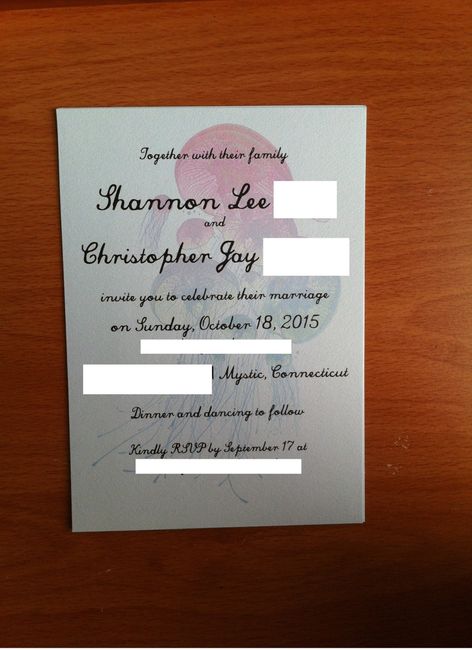 Together with their family
Shannon Lee
and
Christopher Jay
invite you to celebrate their marriage
on Sunday, October 18, 2015
Mystic, Connecticut
Dinner and dancing to follow
Kindly RSVP by September 17 at